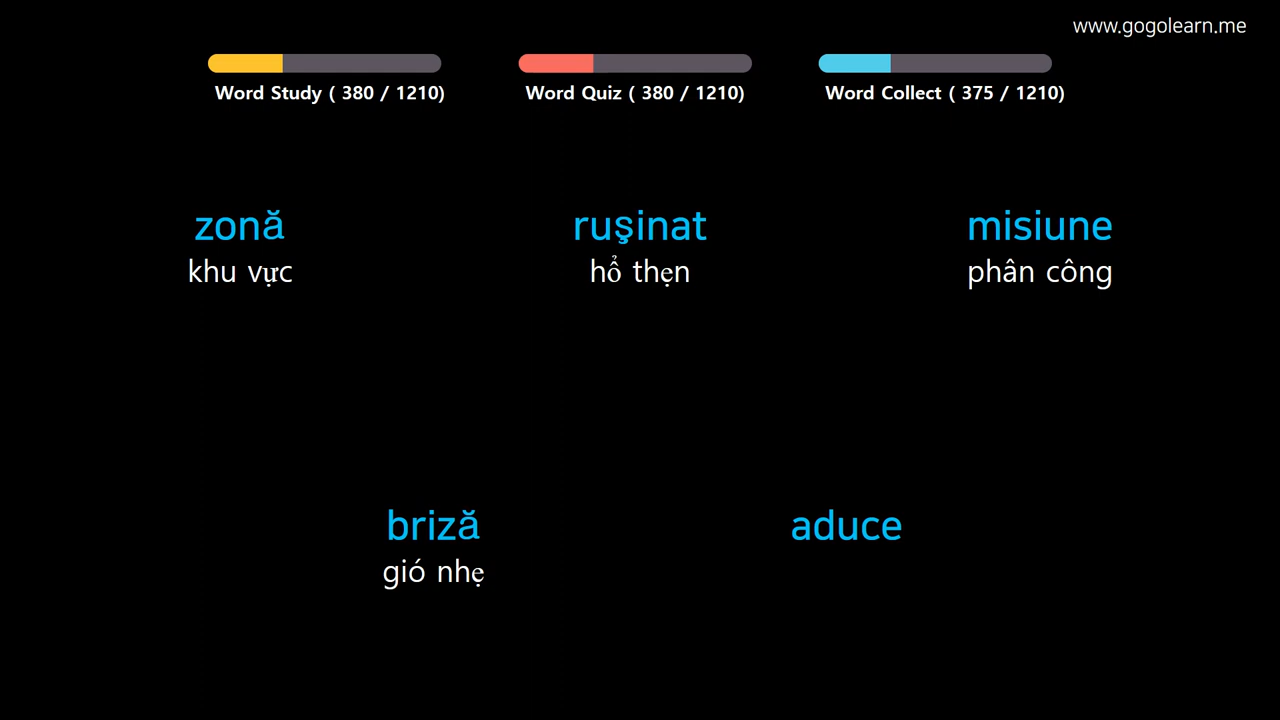 www.gogolearn.me
Word Study ( 380 / 1210)
Word Quiz ( 380 / 1210)
Word Collect ( 375 / 1210)
zonă
khu vực
ruşinat
hổ thẹn
misiune
phân công
briză
gió nhẹ
aduce